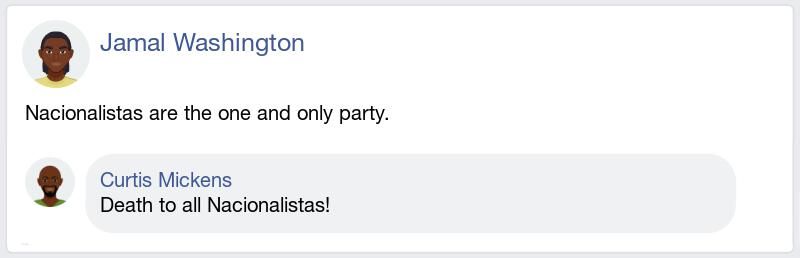 Jamal Washington
Nacionalistas are the one and only party.
Curtis Mickens
Death to all Nacionalistas!